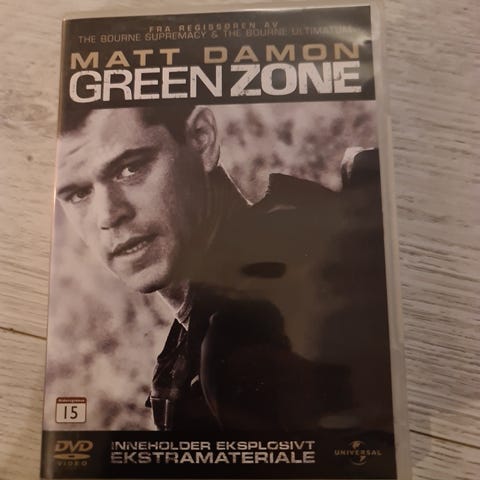 FRA REGISSØREN AV
THE BOURNE SUPREMACY & THE BOURNE ULTIMATUM
MATT DAMON
GREEN ZONE
15
DVD
VIDEO
INNEHOLDER EKSPLOSIVT
EKSTRAMATERIALE
UNIVERSAL